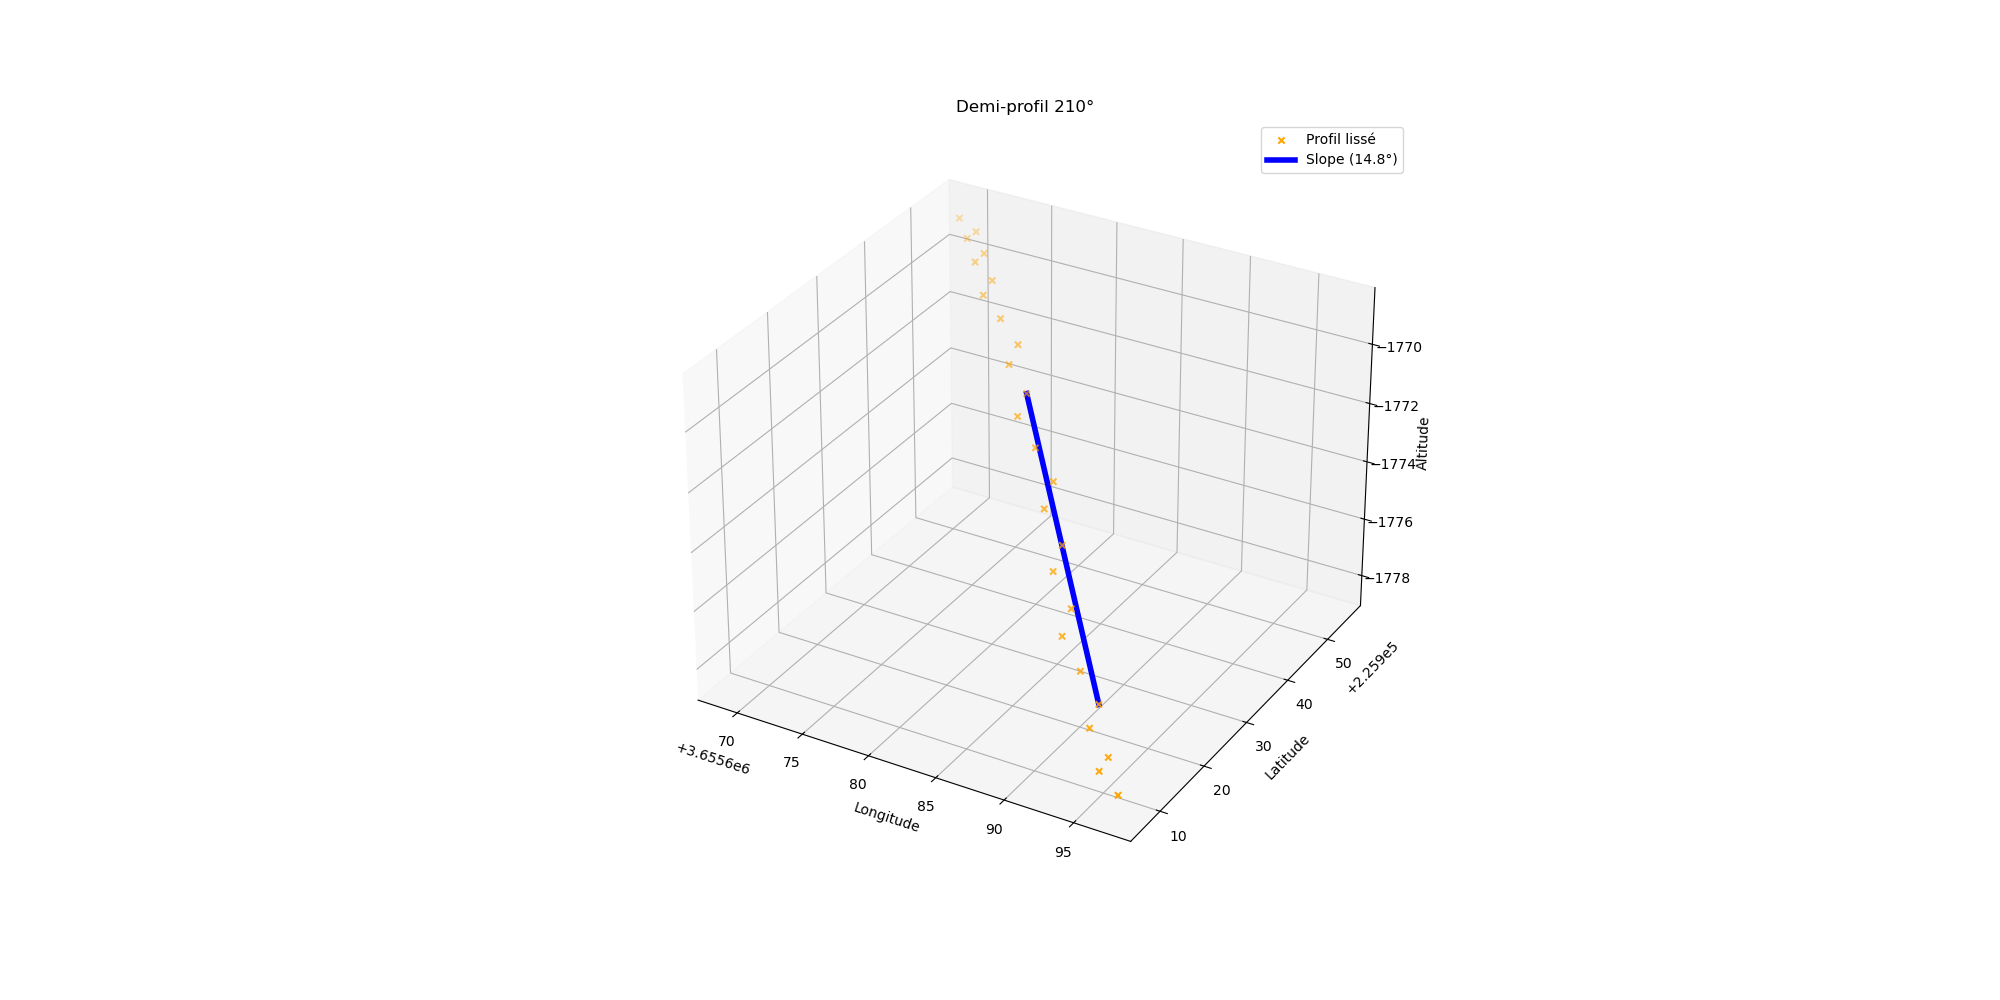 Demi-profil 210°
Profil lissé
Slope (14.8°)
−1770
−1772
−1774
−1776
−1778
Altitude
50
40
30
20
10
+2.259e5
Latitude
70
75
80
85
90
95
+3.6556e6
Longitude